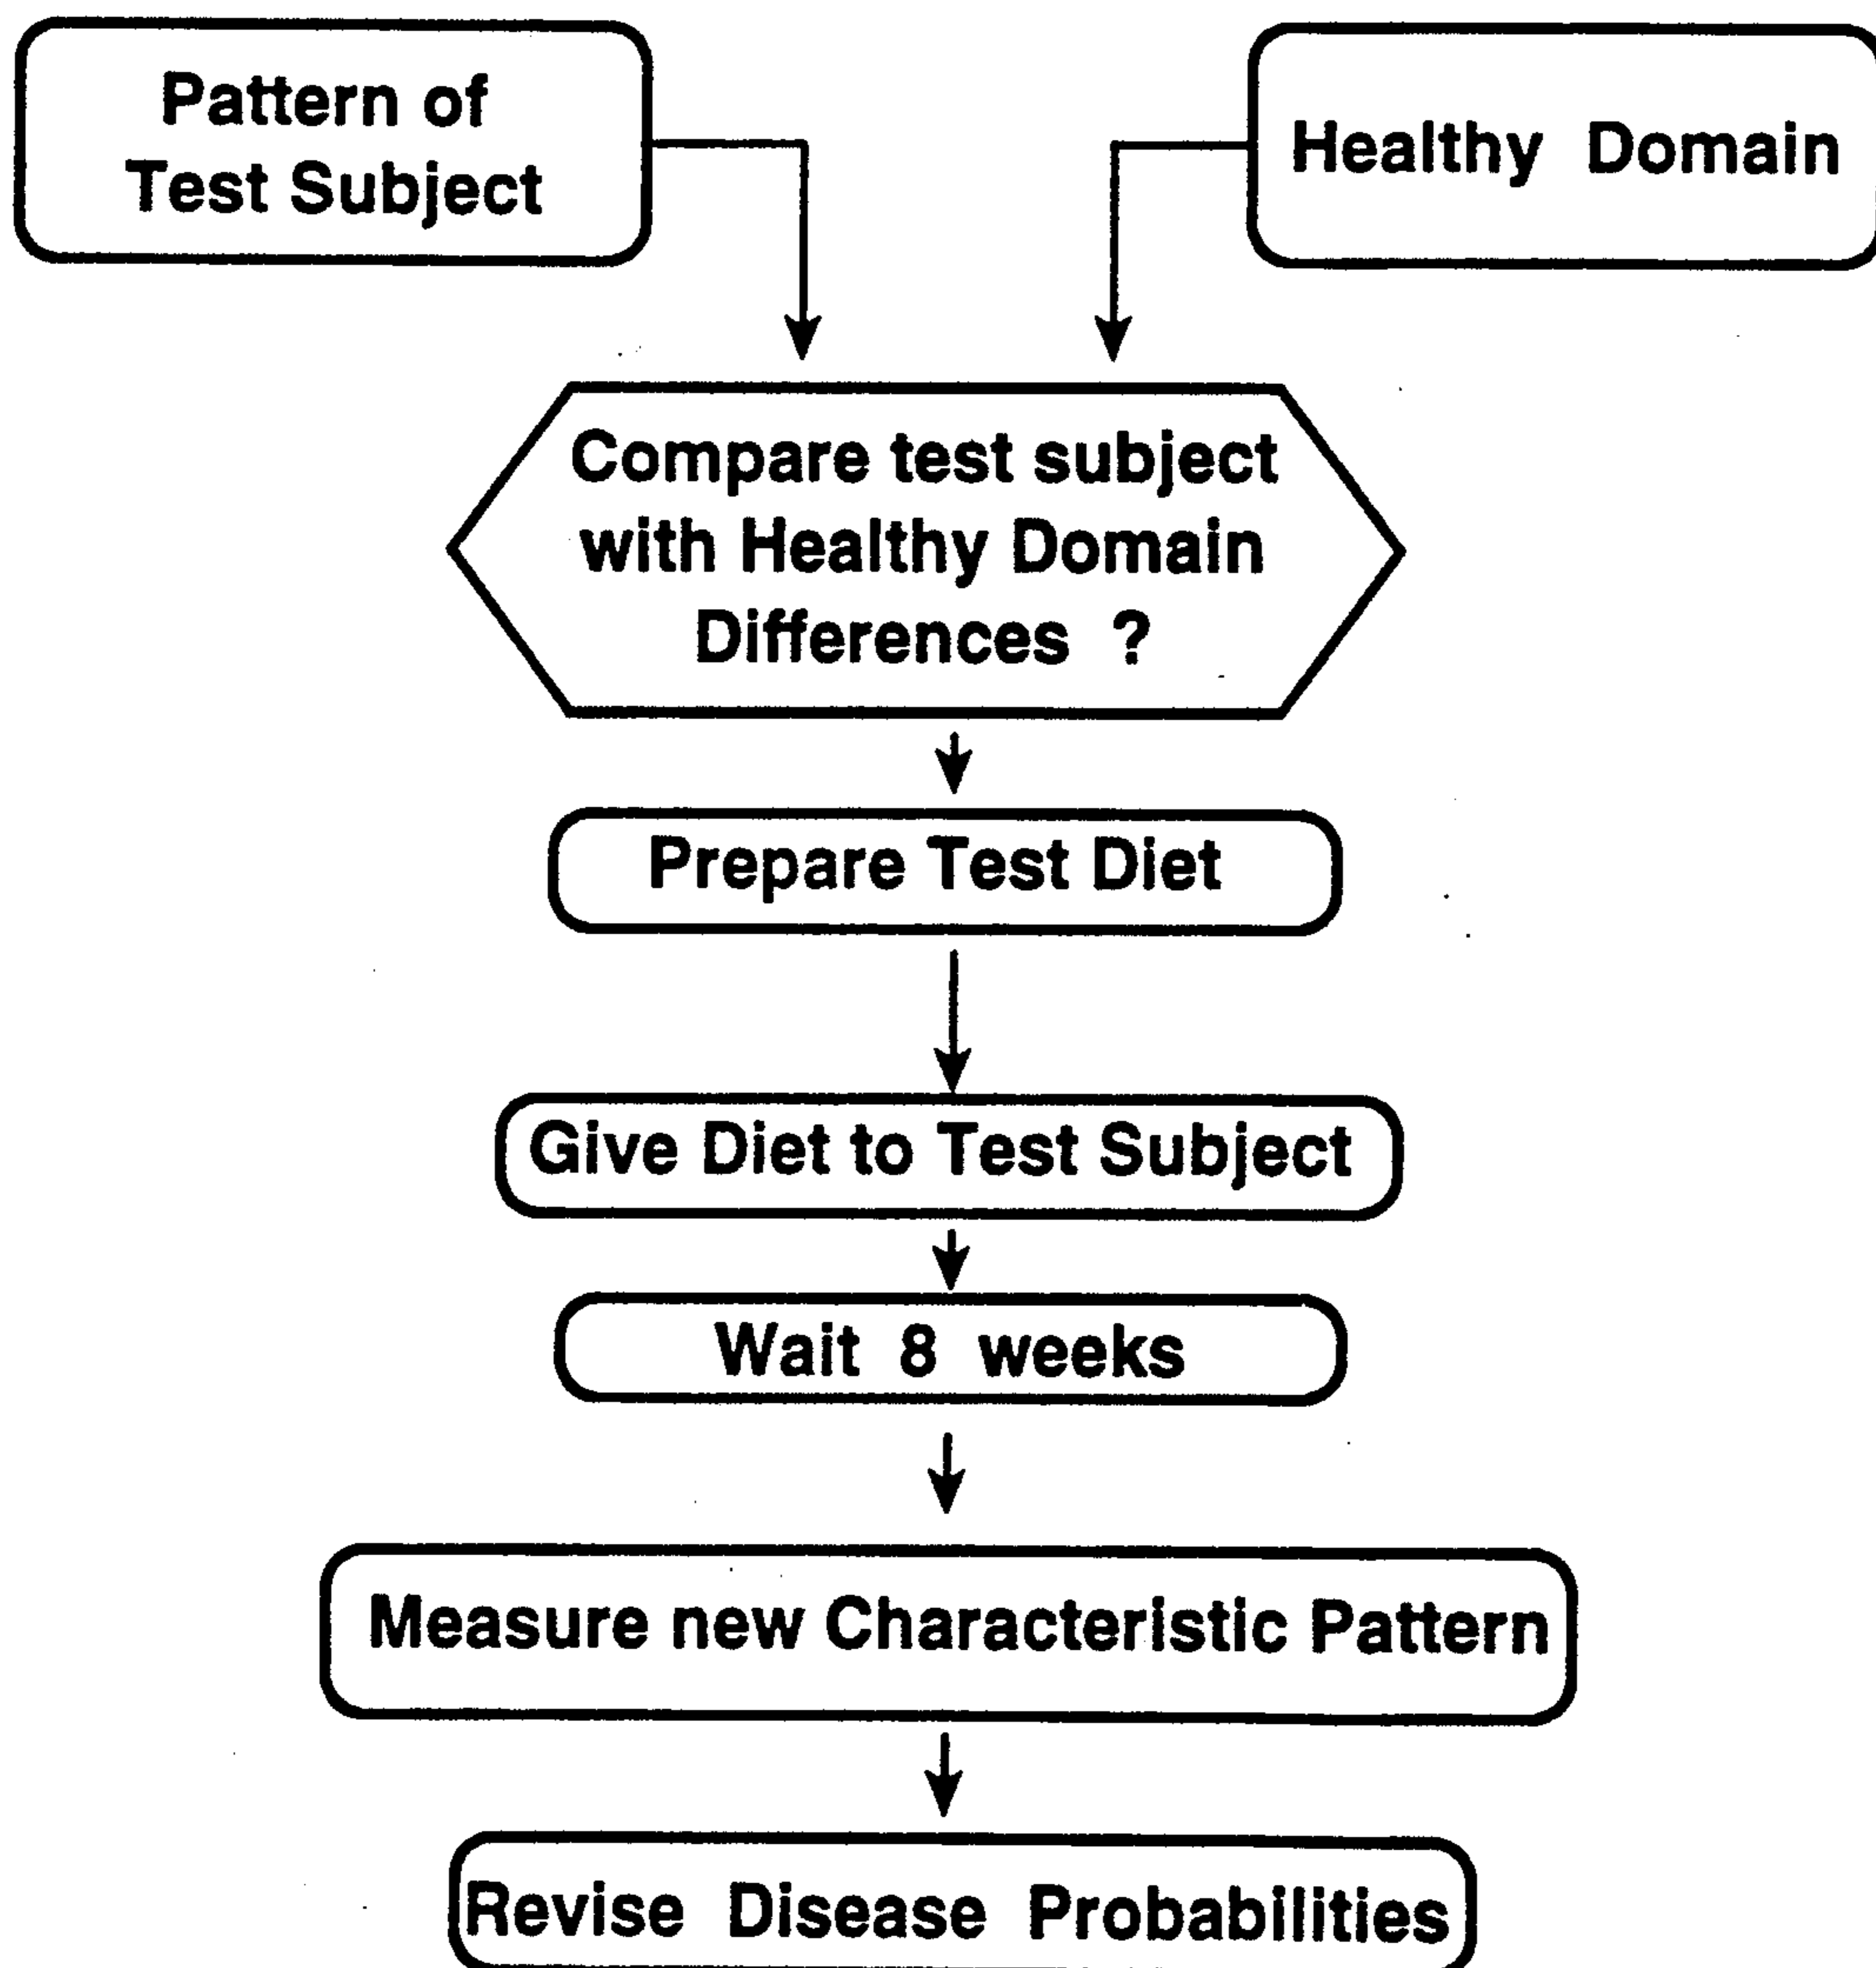 Pattern of
Test Subject
Healthy Domain
Compare test subject
with Healthy Domain
Differences ?
Prepare Test Diet
Give Diet to Test Subject
Wait 8 weeks
Measure new Characteristic Pattern
Revise Disease Probabilities